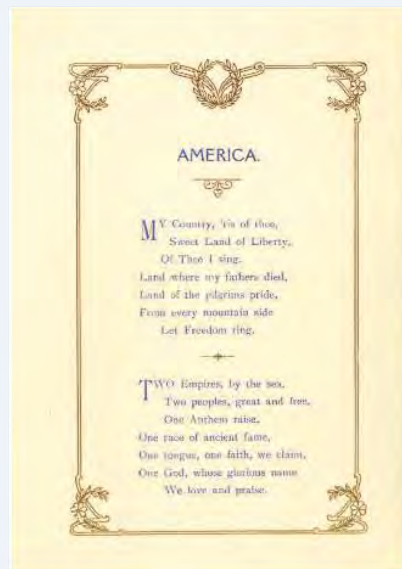 AMERICA.
MY Country, 'tis of thee,
Sweet Land of Liberty,
Of Thee I sing.
Land where my fathers died,
Land of the pilgrims pride,
From every mountain side
Let Freedom ring.
TWO Empires, by the sea,
Two peoples, great and free,
One Anthem raise,
One race of ancient fame,
One tongue, one faith, we claim,
One God, whose glorious name
We love and praise.